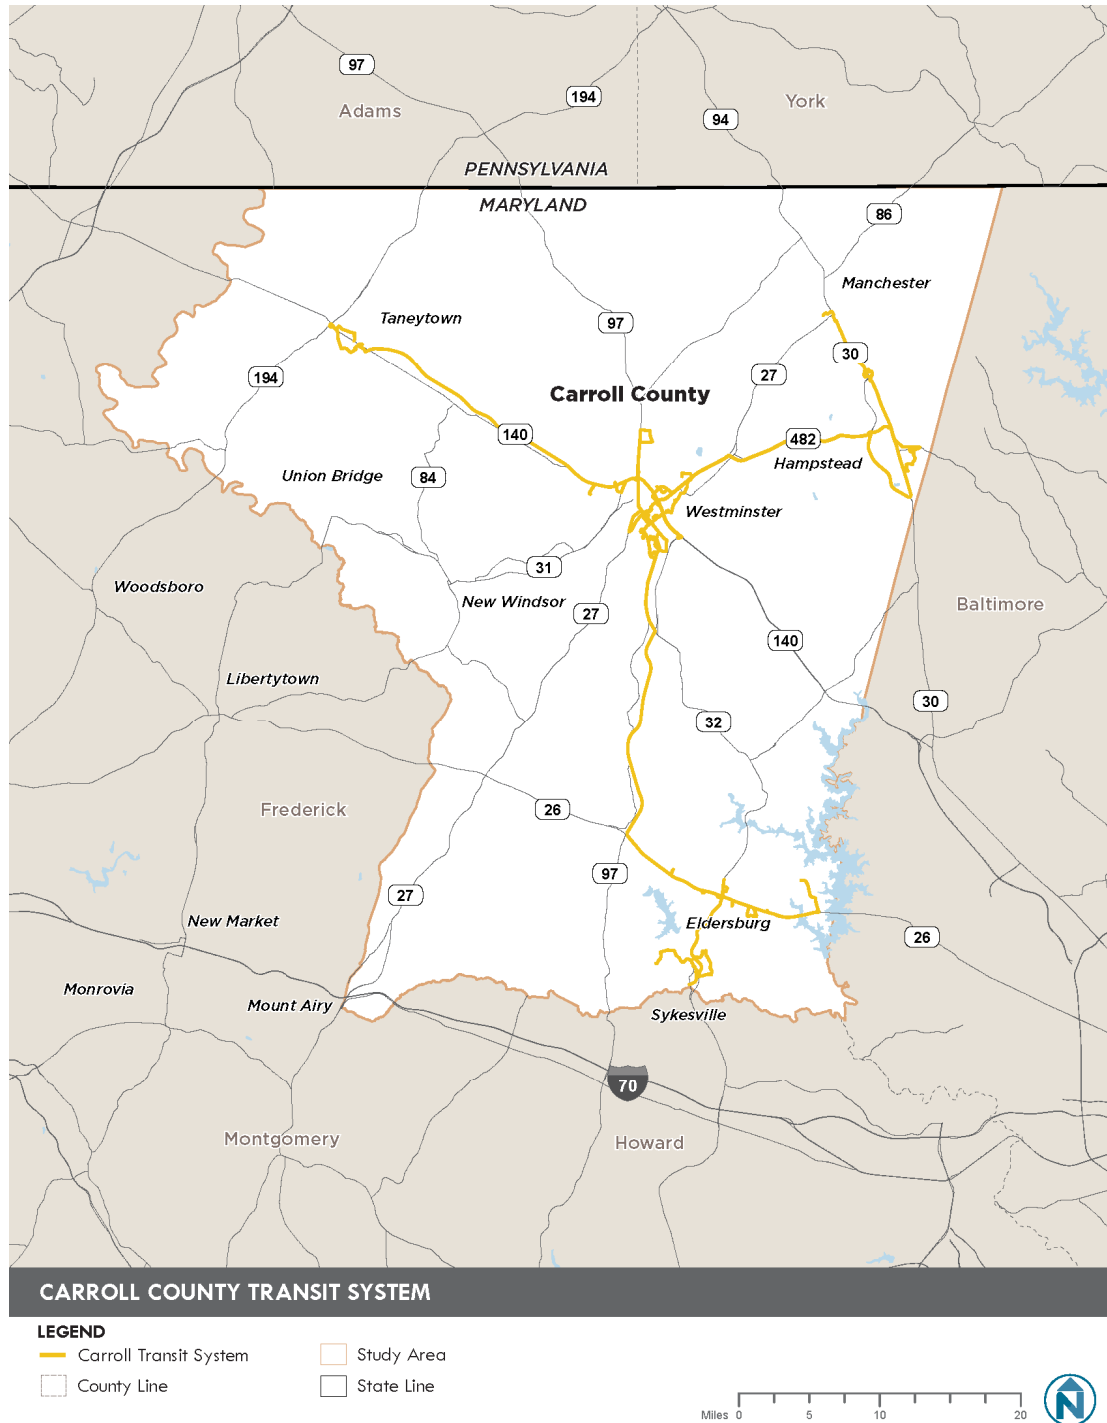 97
194
Adams
York
94
PENNSYLVANIA
MARYLAND
86
Manchester
Taneytown
97
30
194
27
Carroll County
140
482
Hampstead
Union Bridge
84
Westminster
31
Woodsboro
New Windsor
27
Baltimore
140
Libertytown
30
32
Frederick
26
97
27
New Market
Eldersburg
26
Monrovia
Mount Airy
Sykesville
70
Montgomery
Howard
CARROLL COUNTY TRANSIT SYSTEM
LEGEND
Carroll Transit System
Study Area
County Line
State Line
Miles 0 5 10 20
N